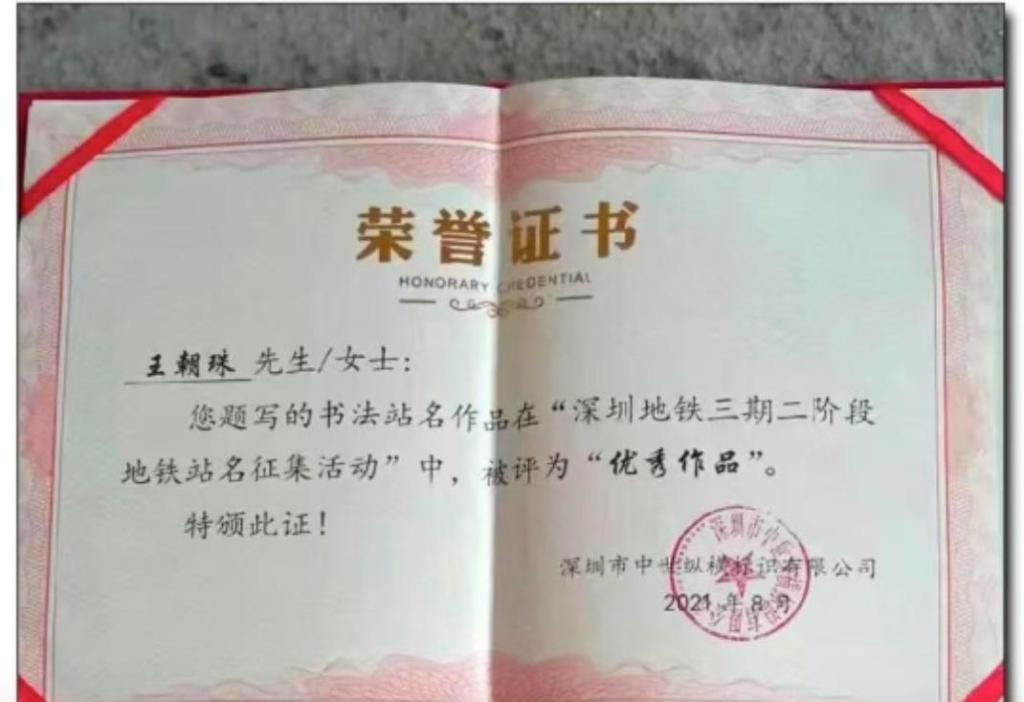 荣誉证书
HONORARY CREDENTIAL
王朝珠 先生/女士:
您题写的书法站名作品在“深圳地铁三期二阶段
地铁站名征集活动”中,被评为“优秀作品”。
特颁此证!
深圳市中世纵横标识有限公司
2021年8月